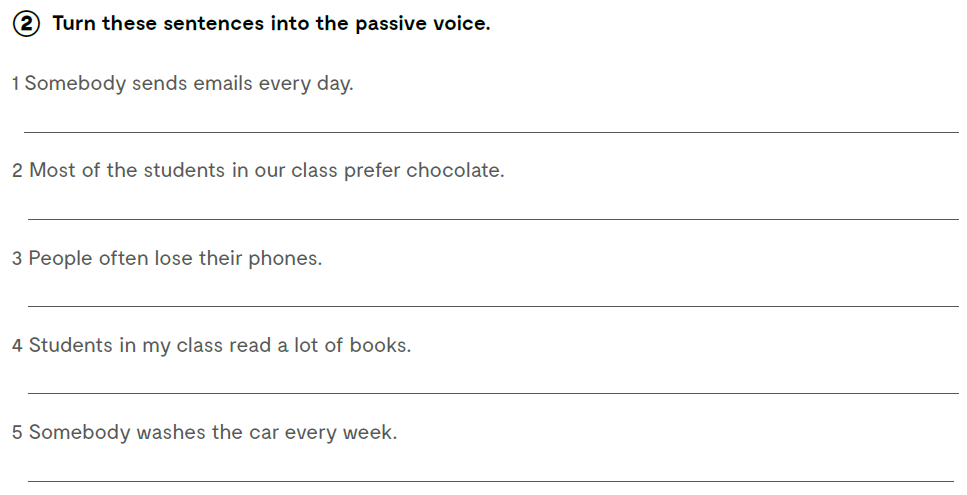 ② Turn these sentences into the passive voice.
1 Somebody sends emails every day.
2 Most of the students in our class prefer chocolate.
3 People often lose their phones.
4 Students in my class read a lot of books.
5 Somebody washes the car every week.